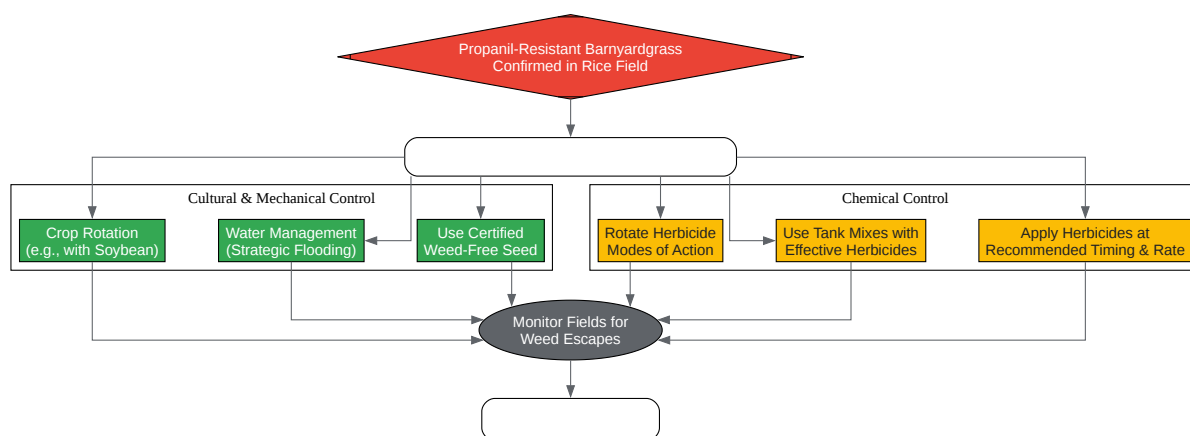 Propanil-Resistant Barnyardgrass
Confirmed in Rice Field
Cultural & Mechanical Control
Chemical Control
Crop Rotation
(e.g., with Soybean)
Water Management
(Strategic Flooding)
Use Certified
Weed-Free Seed
Rotate Herbicide
Modes of Action
Use Tank Mixes with
Effective Herbicides
Apply Herbicides at
Recommended Timing & Rate
Monitor Fields for
Weed Escapes